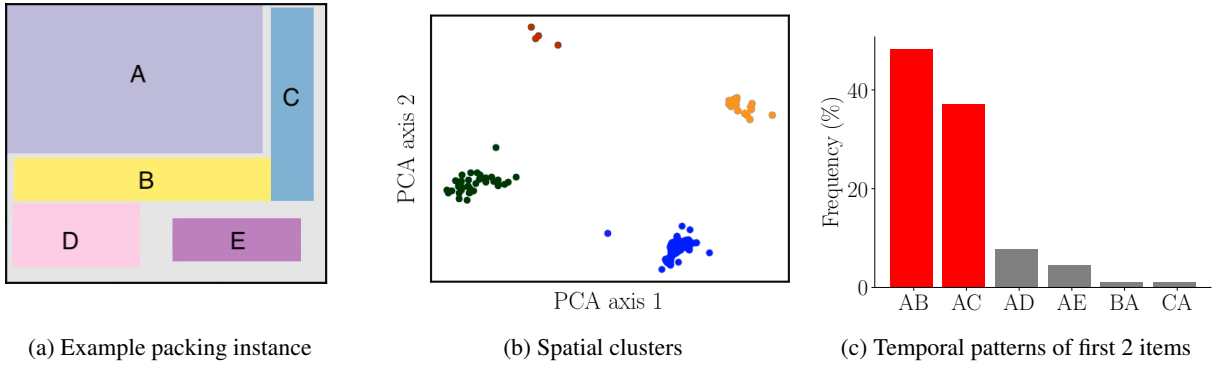 A
C
B
D
E
(a) Example packing instance
PCA axis 2
PCA axis 1
(b) Spatial clusters
Frequency (%)
40
20
0
AB AC AD AE BA CA
(c) Temporal patterns of first 2 items